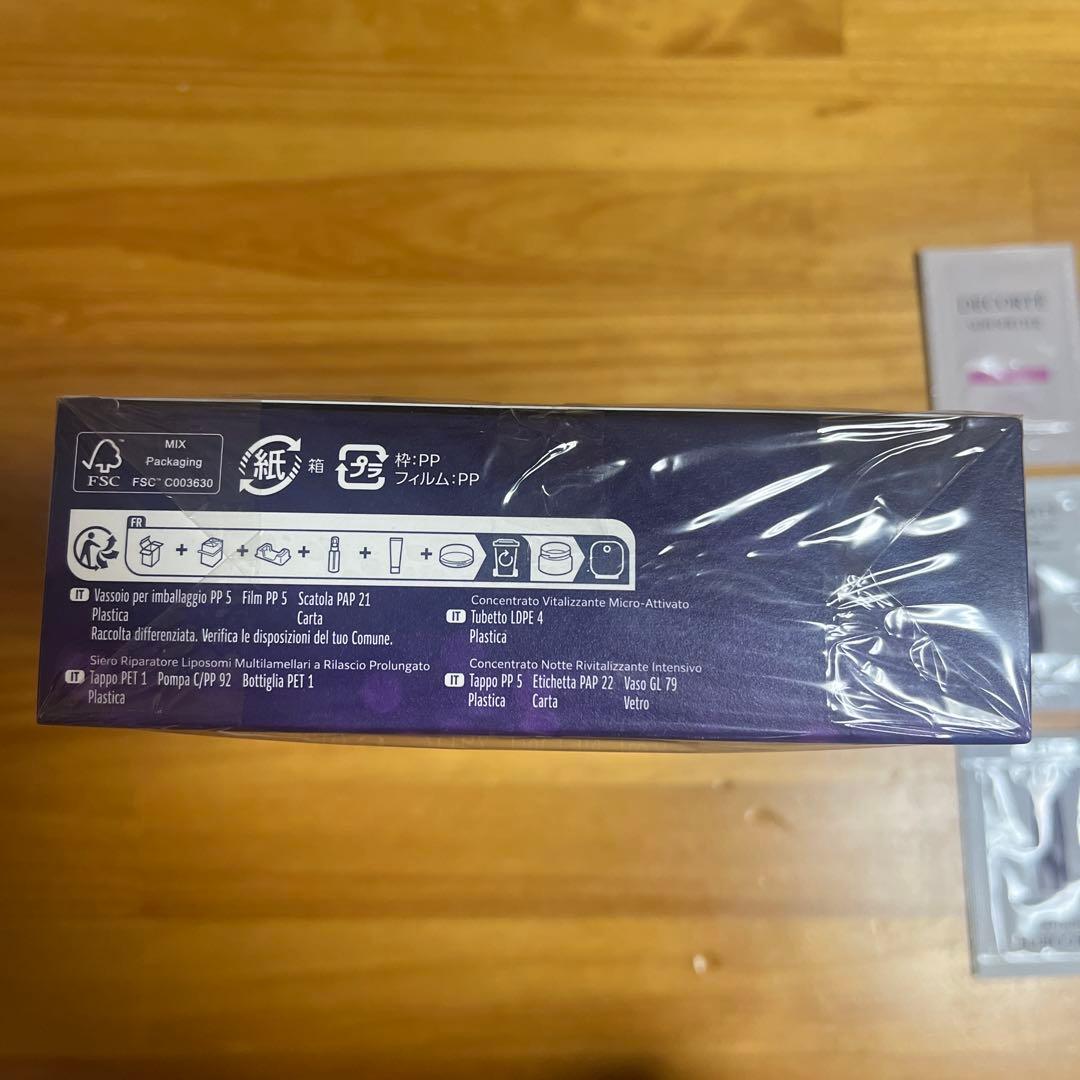 MIX
Packaging
FSC™ C003630
FSC
紙 箱
プラ 枠:PP
フィルム:PP
FR
IT Vassoio per imballaggio PP 5 Film PP 5 Scatola PAP 21
Plastica Carta
Raccolta differenziata. Verifica le disposizioni del tuo Comune.
Concentrato Vitalizzante Micro-Attivato
IT Tubetto LDPE 4
Plastica
Siero Riparatore Liposomi Multilamellari a Rilascio Prolungato
IT Tappo PET 1 Pompa C/PP 92 Bottiglia PET 1
Plastica
Concentrato Notte Rivitalizzante Intensivo
IT Tappo PP 5 Etichetta PAP 22 Vaso GL 79
Plastica Carta Vetro
DECORTÉ